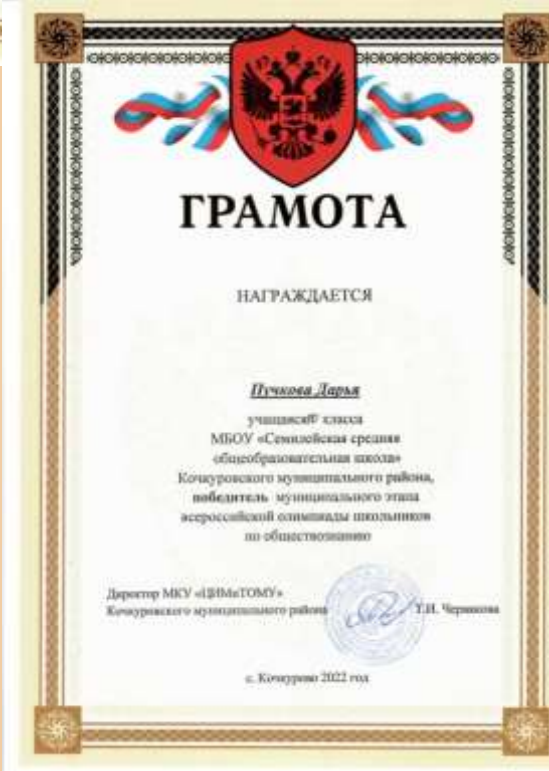 ГРАМОТА
НАГРАЖДАЕТСЯ
Пучкова Дарья
учащаяся класса
МБОУ «Семилейская средняя
общеобразовательная школа»
Кочкуровского муниципального района,
победитель муниципального этапа
всероссийской олимпиады школьников
по обществознанию
Директор МКУ «ЦИМиТОМУ»
Кочкуровского муниципального района Т.И. Чернякова
с. Кочкурово 2022 год